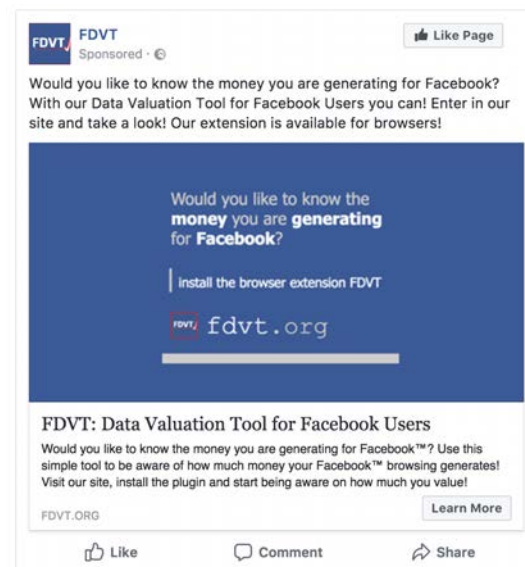 FDVT
FDVT
Like Page
Sponsored ·
Would you like to know the money you are generating for Facebook?
With our Data Valuation Tool for Facebook Users you can! Enter in our
site and take a look! Our extension is available for browsers!
Would you like to know the
money you are generating
for Facebook?
install the browser extension FDVT
FDVT
fdvt.org
FDVT: Data Valuation Tool for Facebook Users
Would you like to know the money you are generating for Facebook™? Use this
simple tool to be aware of how much money your Facebook™ browsing generates!
Visit our site, install the plugin and start being aware on how much you value!
FDVT.ORG
Learn More
Like
Comment
Share